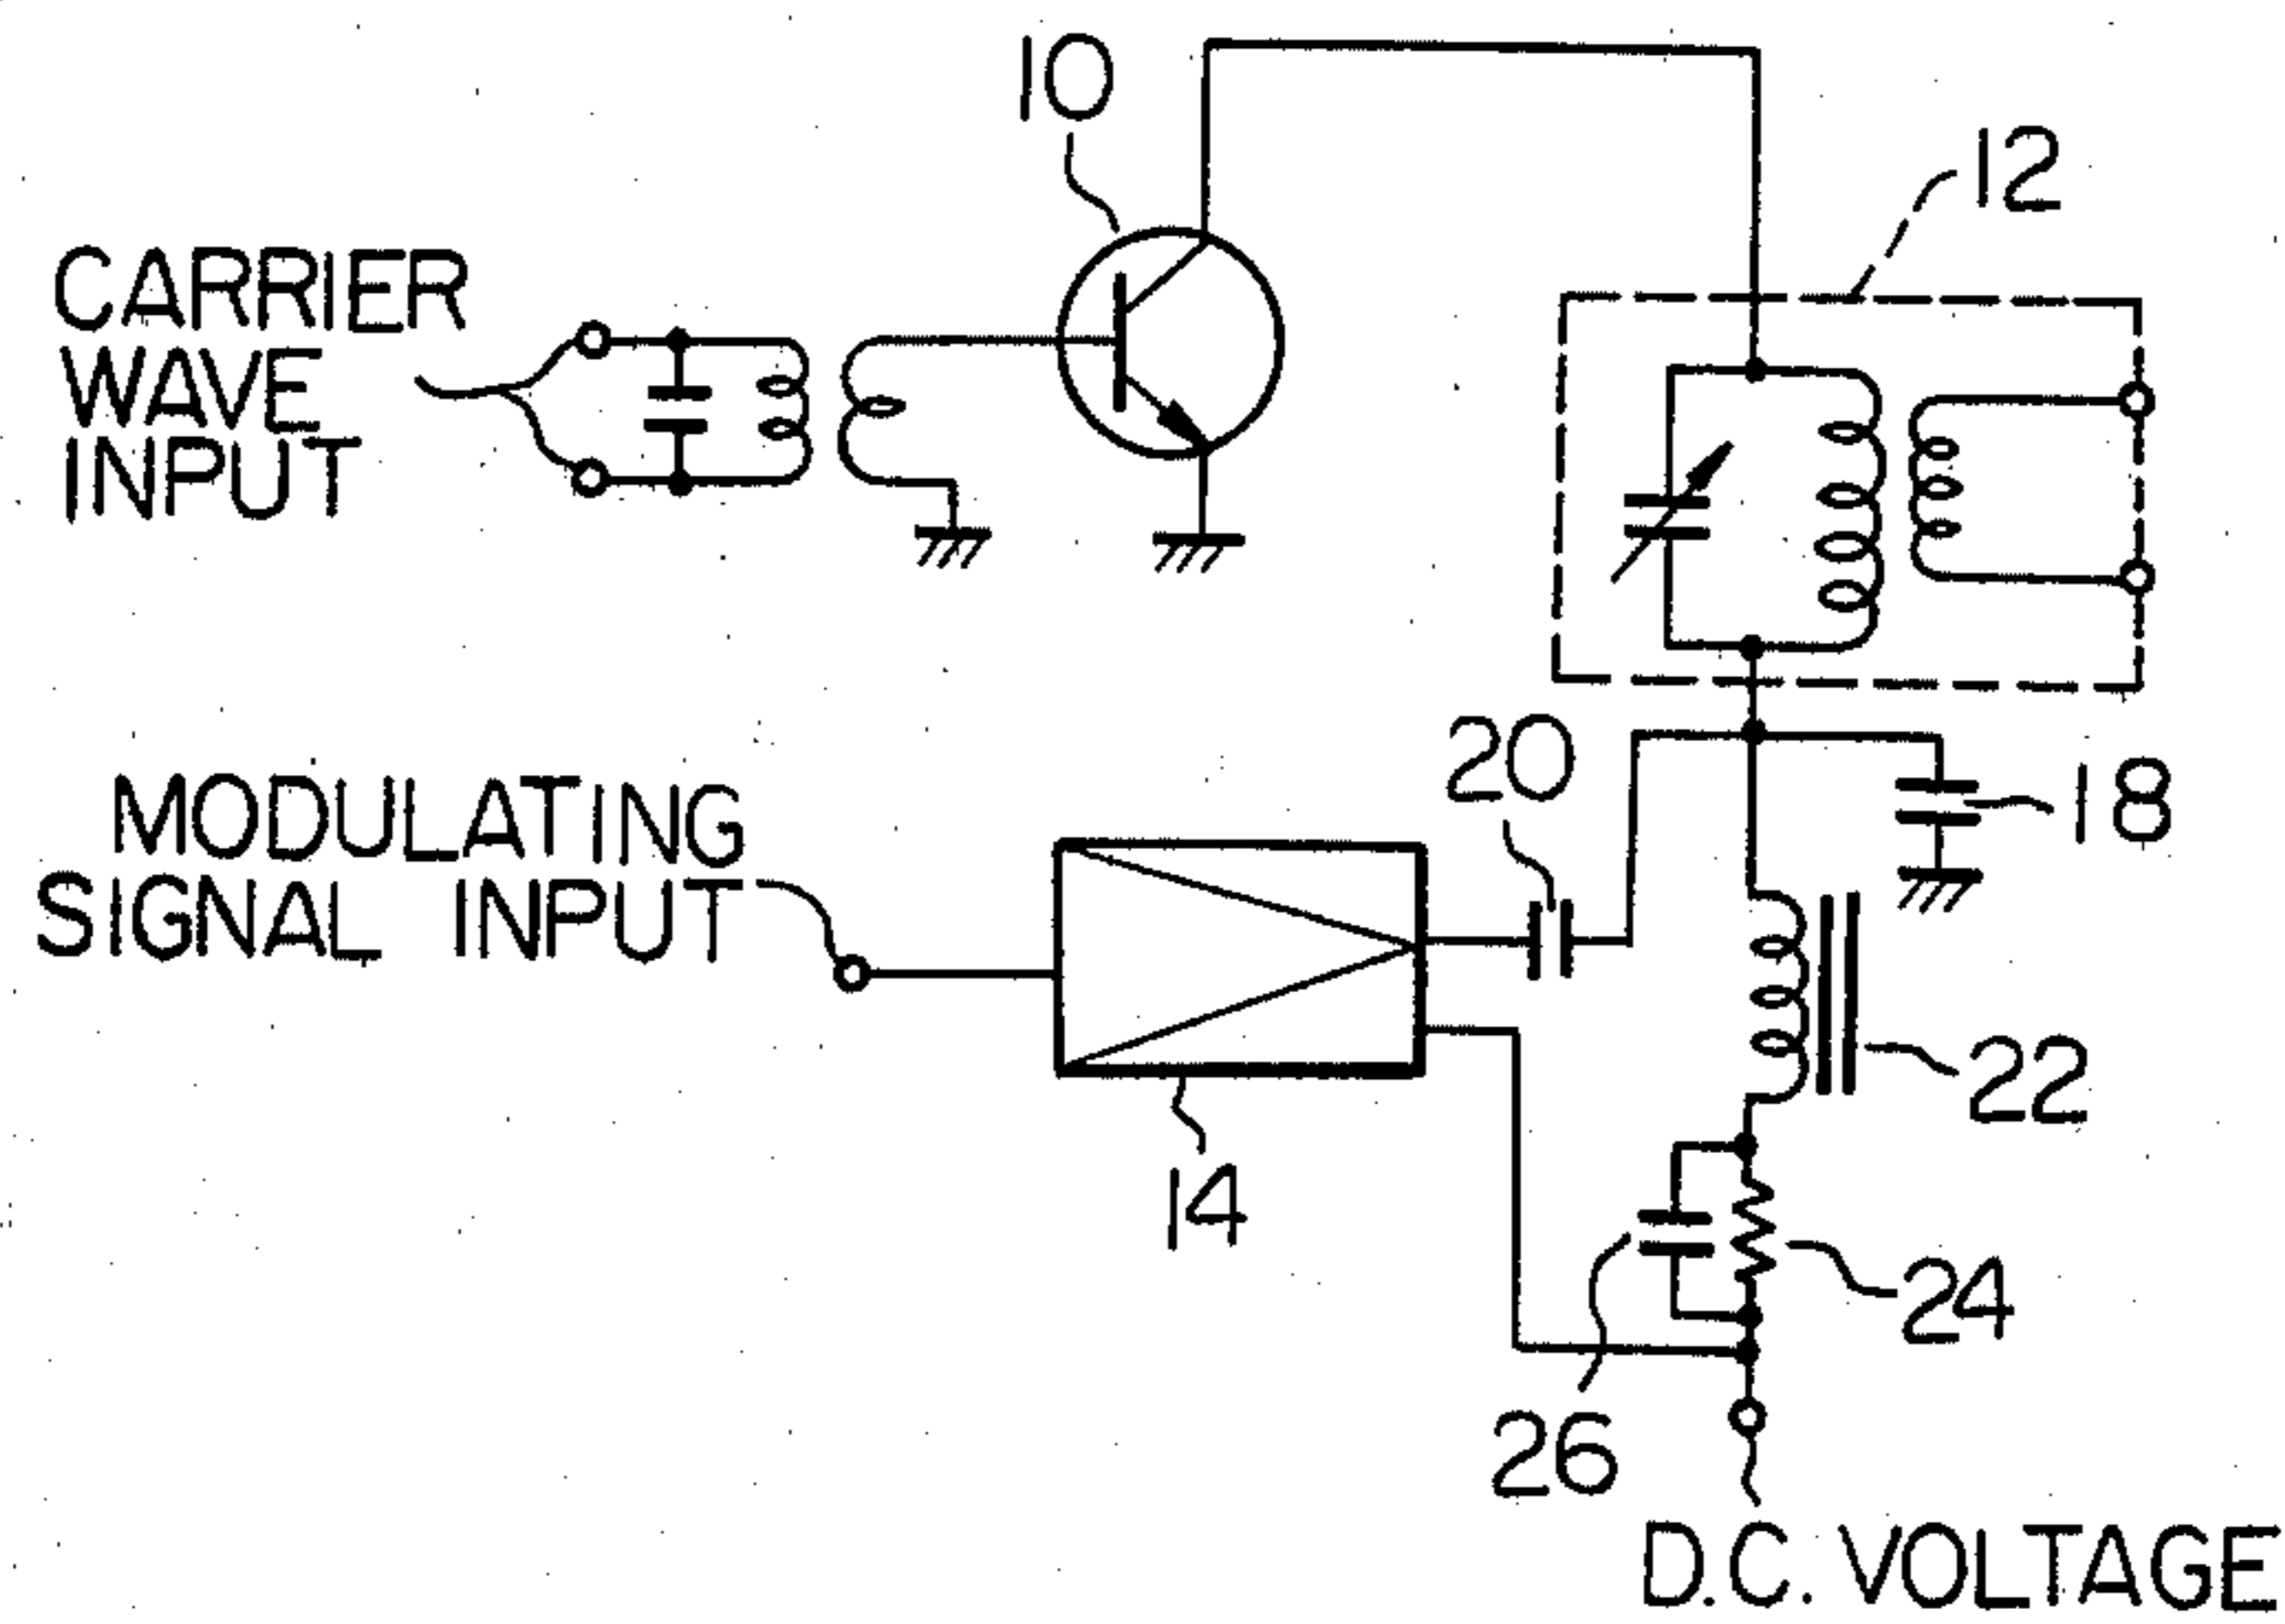 10
12
CARRIER
WAVE
INPUT
20
18
MODULATING
SIGNAL INPUT
22
14
24
26
D.C. VOLTAGE